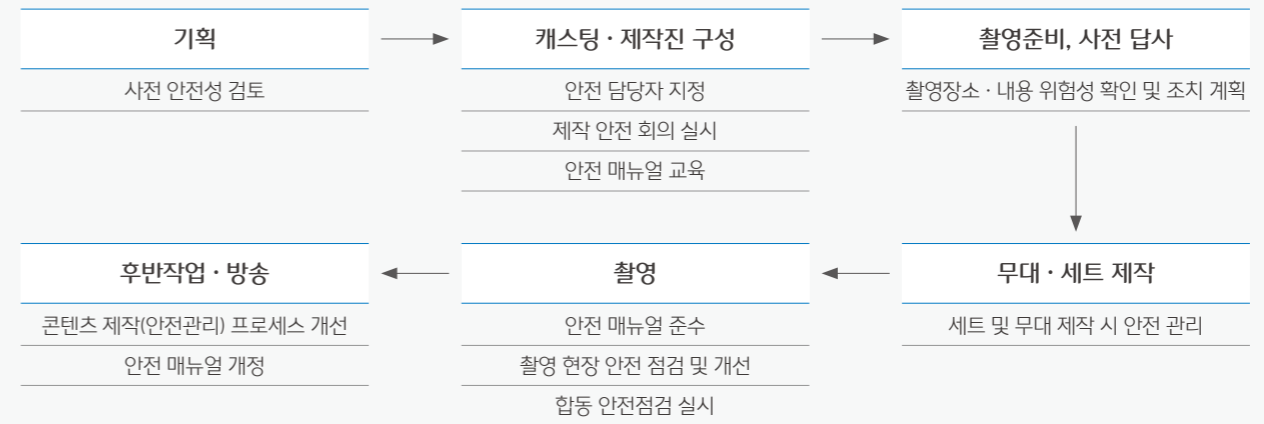 기획
사전 안전성 검토
캐스팅 · 제작진 구성
안전 담당자 지정
제작 안전 회의 실시
안전 매뉴얼 교육
촬영준비, 사전 답사
촬영장소 · 내용 위험성 확인 및 조치 계획
무대 · 세트 제작
세트 및 무대 제작 시 안전 관리
촬영
안전 매뉴얼 준수
촬영 현장 안전 점검 및 개선
합동 안전점검 실시
후반작업 · 방송
콘텐츠 제작(안전관리) 프로세스 개선
안전 매뉴얼 개정